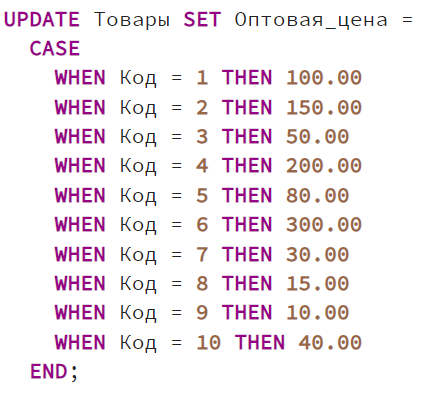 UPDATE Товары SET Оптовая_цена =
CASE
WHEN Код = 1 THEN 100.00
WHEN Код = 2 THEN 150.00
WHEN Код = 3 THEN 50.00
WHEN Код = 4 THEN 200.00
WHEN Код = 5 THEN 80.00
WHEN Код = 6 THEN 300.00
WHEN Код = 7 THEN 30.00
WHEN Код = 8 THEN 15.00
WHEN Код = 9 THEN 10.00
WHEN Код = 10 THEN 40.00
END;